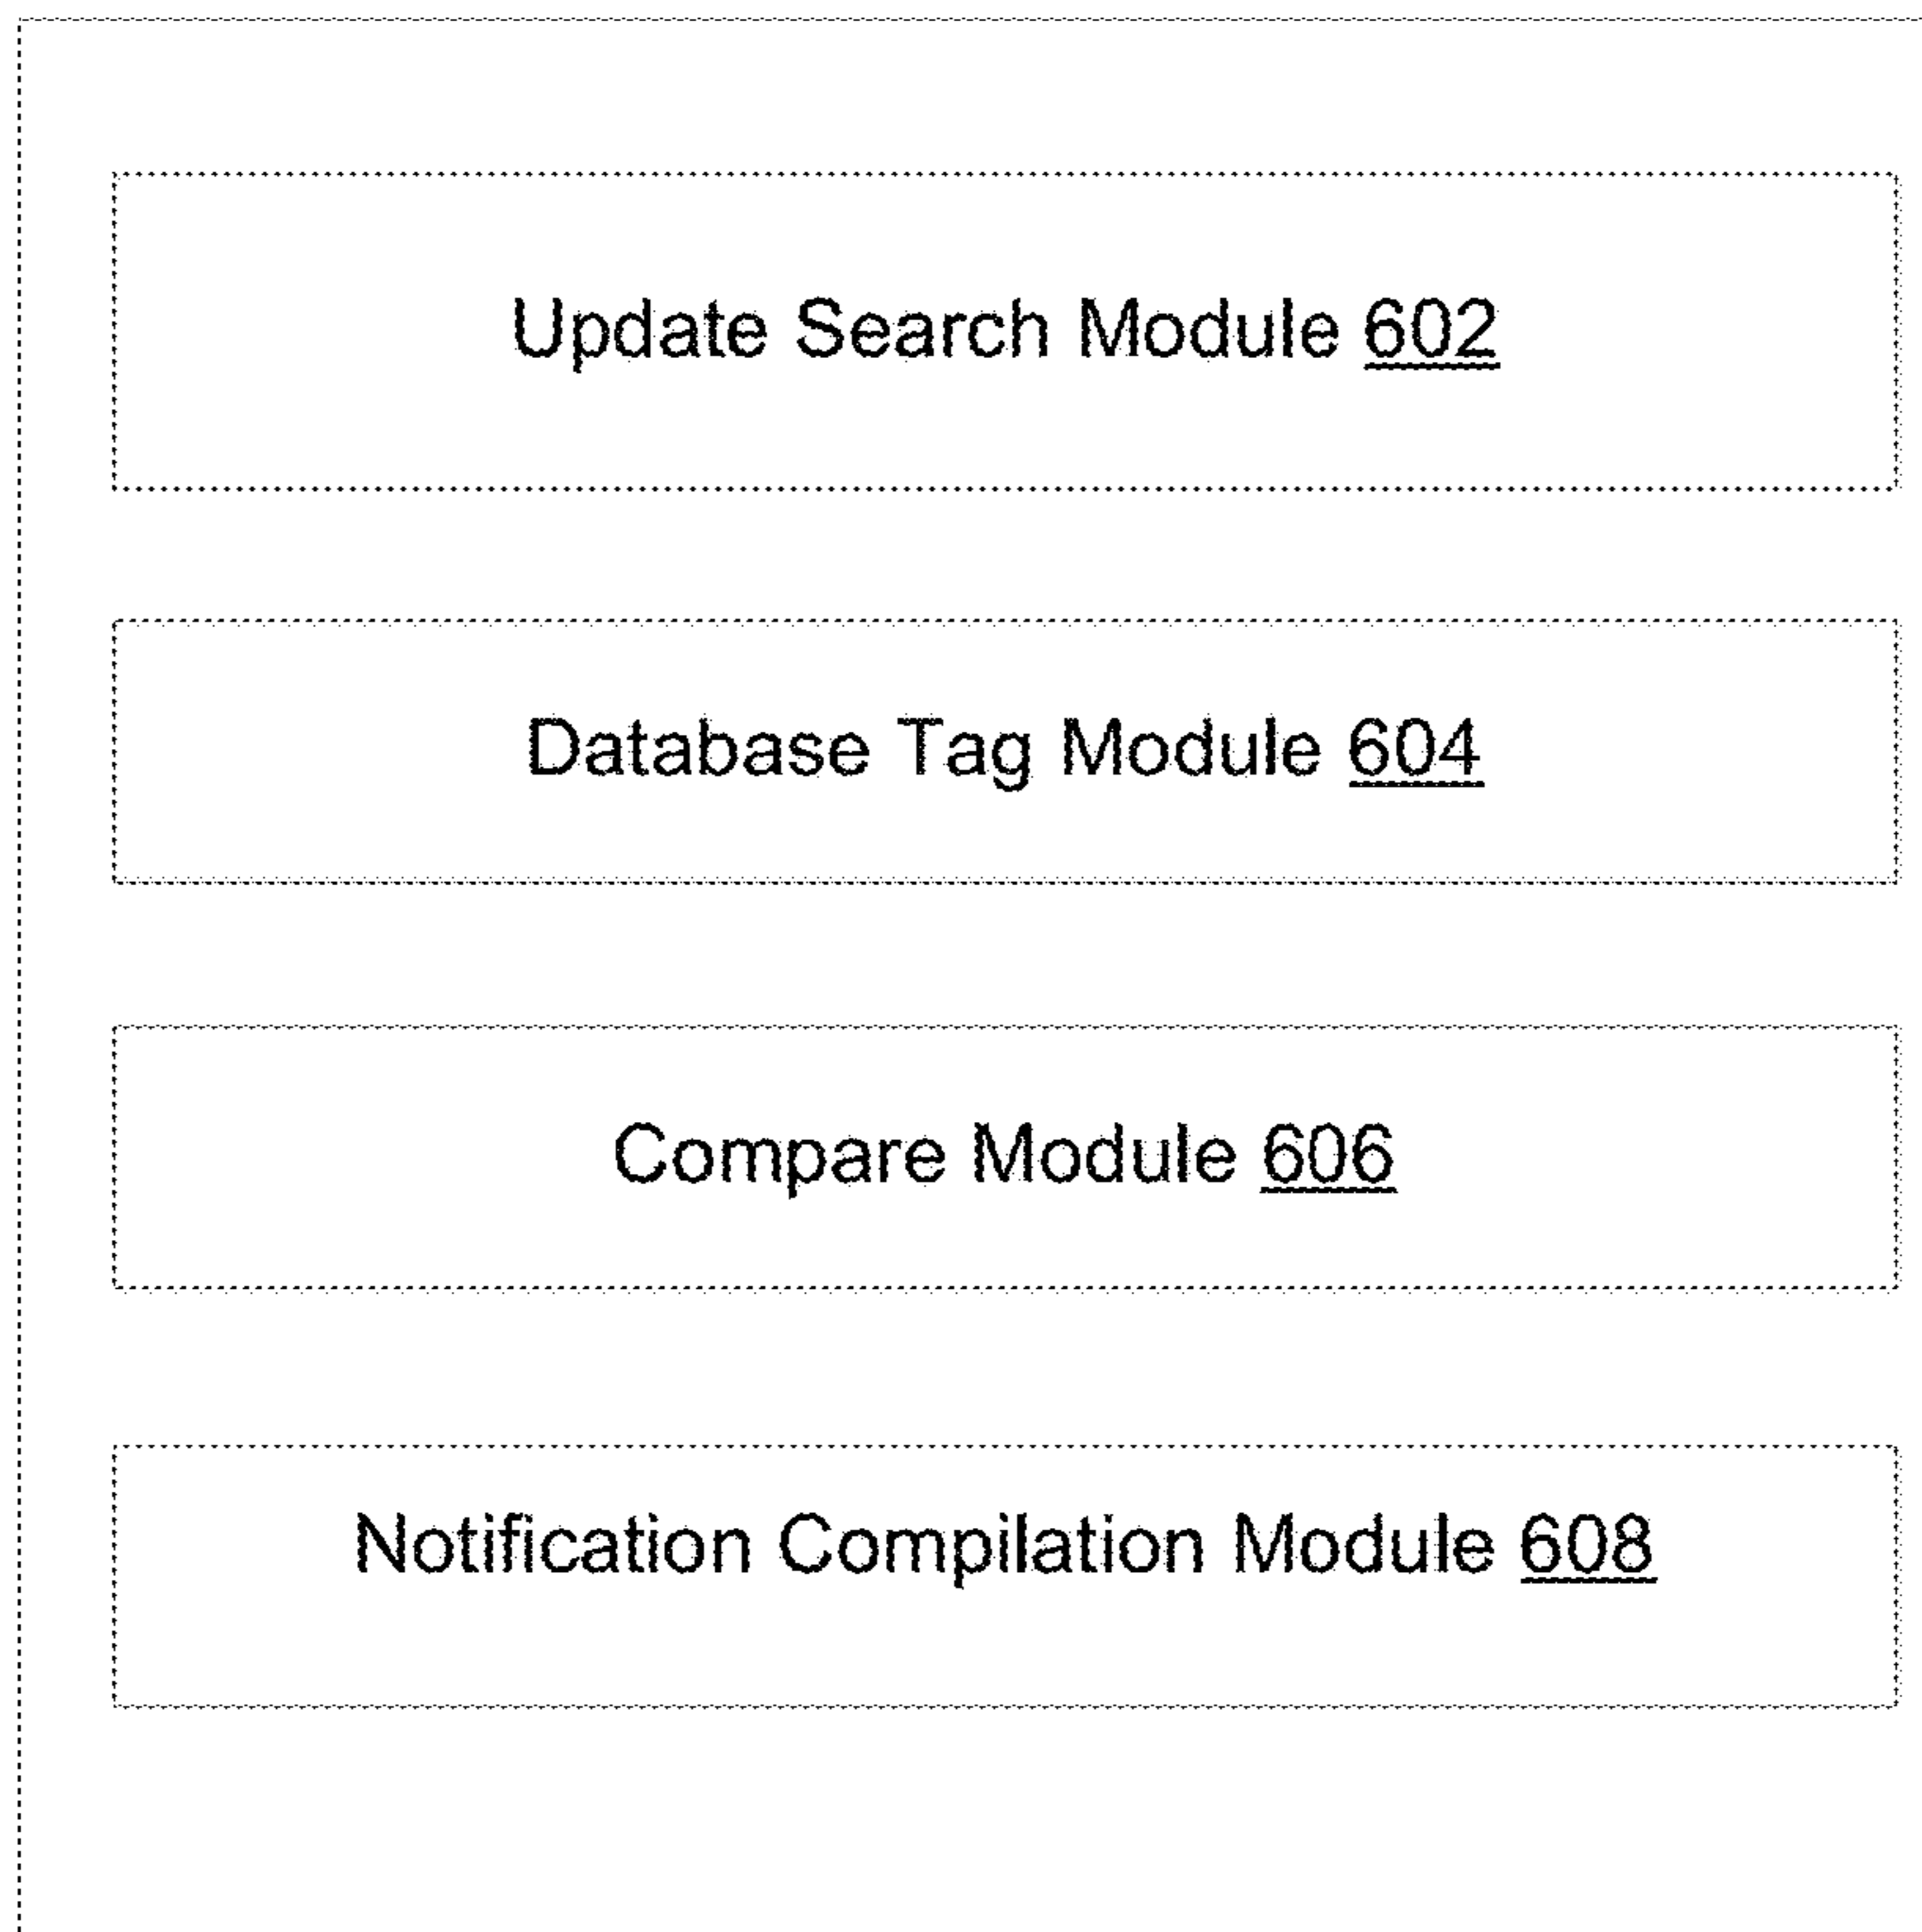 Update Search Module 602
Database Tag Module 604
Compare Module 606
Notification Compilation Module 608